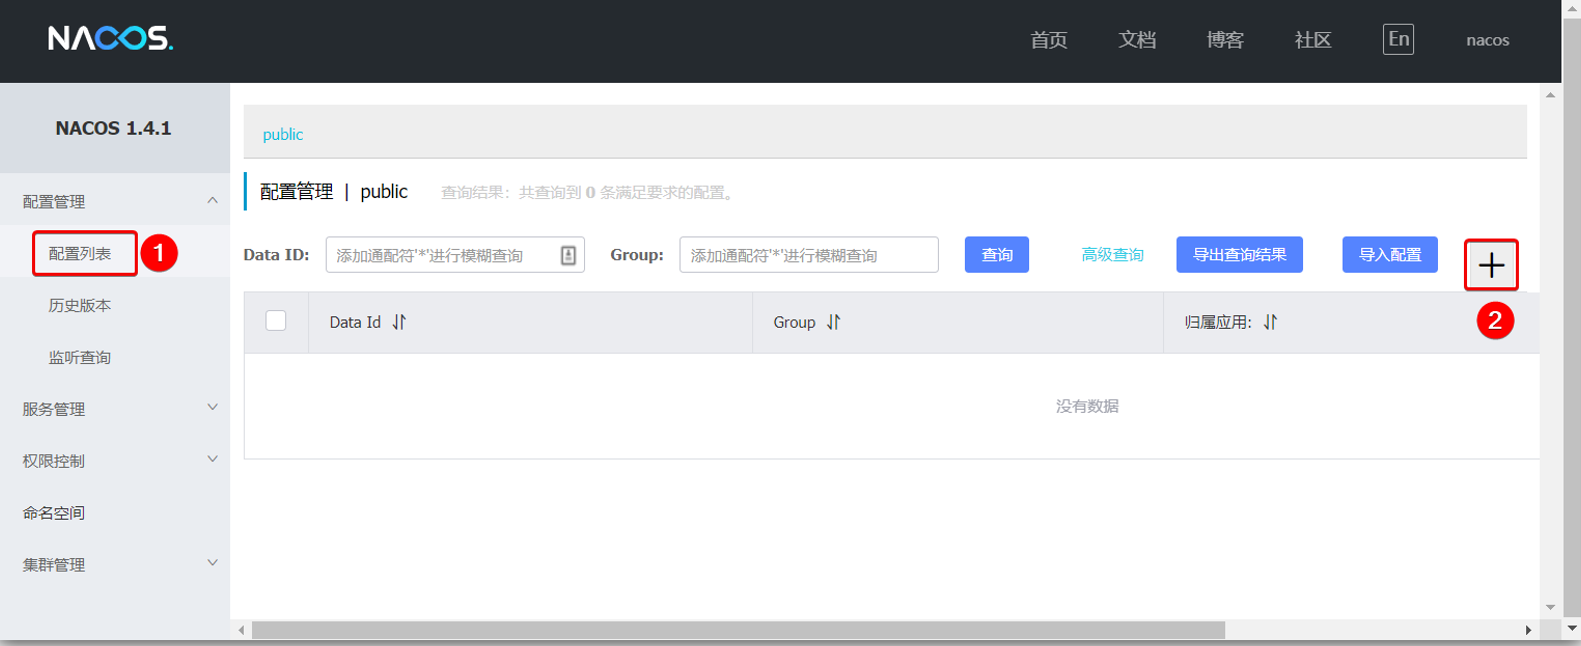 NACOS.
首页 文档 博客 社区 En nacos
NACOS 1.4.1
public
配置管理
配置管理 | public 查询结果：共查询到 0 条满足要求的配置。
配置列表 1
Data ID: 添加通配符'*'进行模糊查询 Group: 添加通配符'*'进行模糊查询 查询 高级查询 导出查询结果 导入配置 +
历史版本
Data Id Group 归属应用: 2
监听查询
服务管理
没有数据
权限控制
命名空间
集群管理